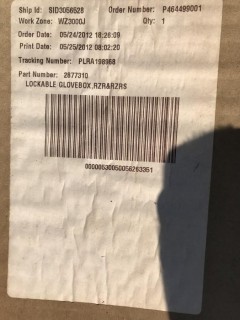 Ship Id: SID3056528 Order Number: P464499001
Work Zone: WZ3000J Qty: 1
Order Date: 05/24/2012 18:26:09
Print Date: 05/25/2012 08:02:20
Tracking Number: PLRA198868
Part Number: 2877310
LOCKABLE GLOVEBOX,RZR&RZRS
00000530050056283351